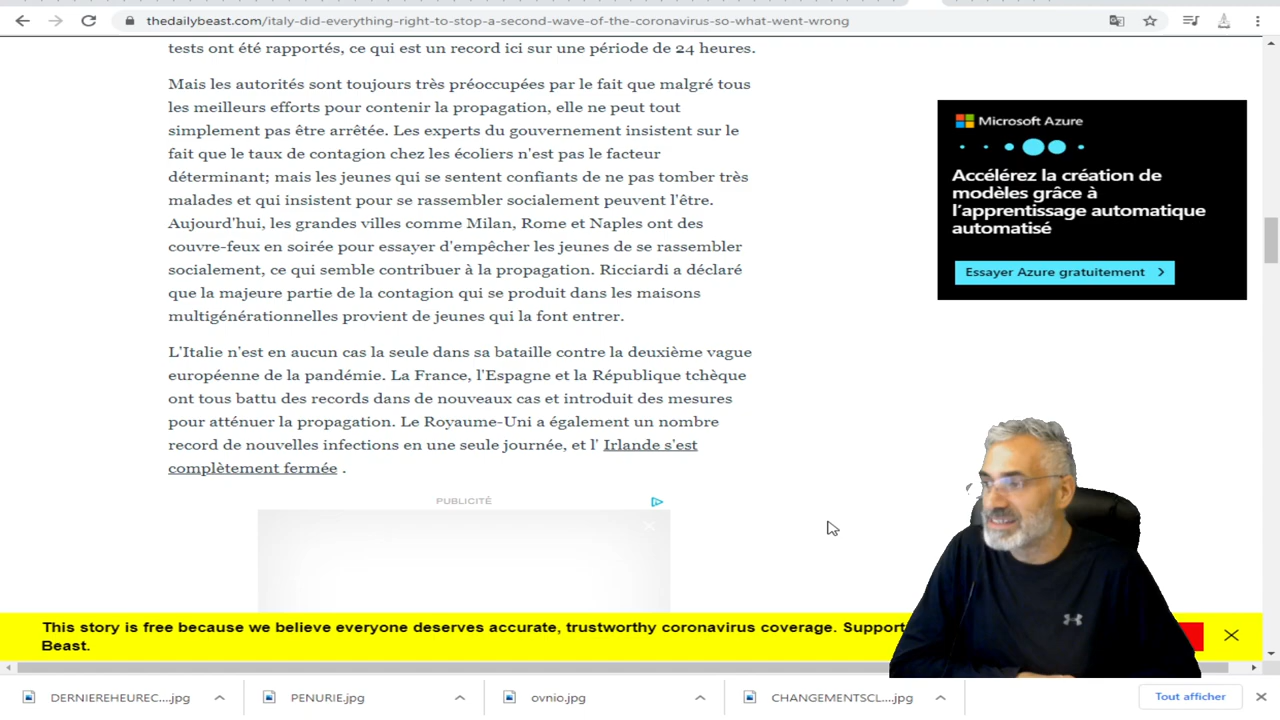 thedailybeast.com/italy-did-everything-right-to-stop-a-second-wave-of-the-coronavirus-so-what-went-wrong
tests ont été rapportés, ce qui est un record ici sur une période de 24 heures.
Mais les autorités sont toujours très préoccupées par le fait que malgré tous
les meilleurs efforts pour contenir la propagation, elle ne peut tout
simplement pas être arrêtée. Les experts du gouvernement insistent sur le
fait que le taux de contagion chez les écoliers n'est pas le facteur
déterminant; mais les jeunes qui se sentent confiants de ne pas tomber très
malades et qui insistent pour se rassembler socialement peuvent l'être.
Aujourd'hui, les grandes villes comme Milan, Rome et Naples ont des
couvre-feux en soirée pour essayer d'empêcher les jeunes de se rassembler
socialement, ce qui semble contribuer à la propagation. Ricciardi a déclaré
que la majeure partie de la contagion qui se produit dans les maisons
multigénérationnelles provient de jeunes qui la font entrer.
L'Italie n'est en aucun cas la seule dans sa bataille contre la deuxième vague
européenne de la pandémie. La France, l'Espagne et la République tchèque
ont tous battu des records dans de nouveaux cas et introduit des mesures
pour atténuer la propagation. Le Royaume-Uni a également un nombre
record de nouvelles infections en une seule journée, et l' Irlande s'est
complètement fermée .
PUBLICITÉ
Microsoft Azure
Accélérez la création de
modèles grâce à
l'apprentissage automatique
automatisé
Essayer Azure gratuitement
This story is free because we believe everyone deserves accurate, trustworthy coronavirus coverage. Support
Beast.
DERNIEREHEUREC....jpg
PENURIE.jpg
ovnio.jpg
CHANGEMENTSCL....jpg
Tout afficher